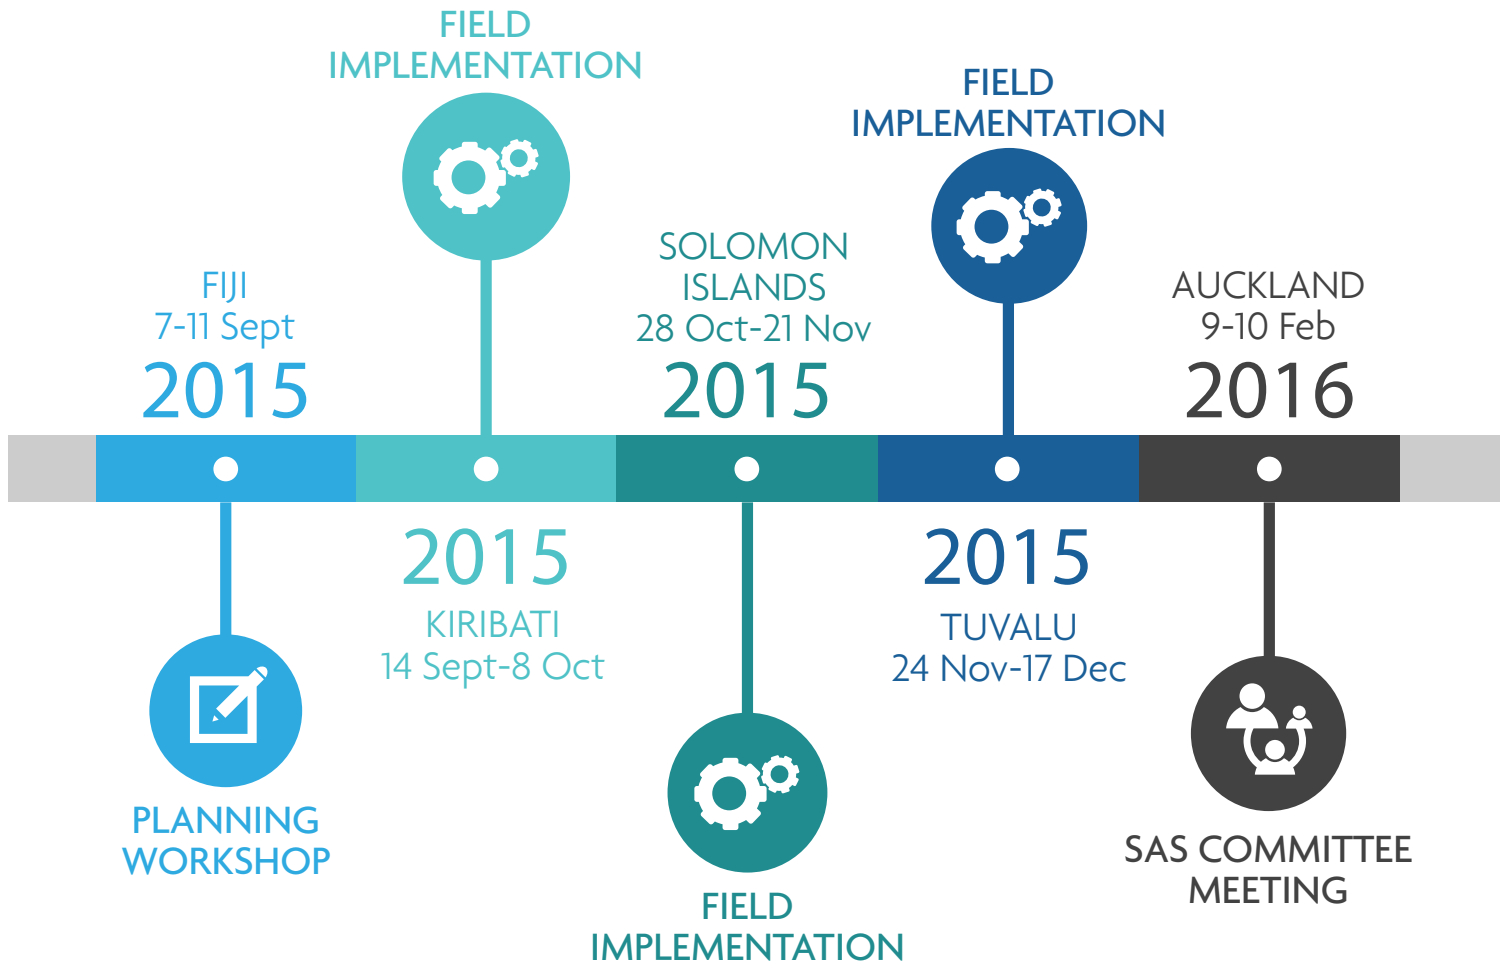 FIELD
IMPLEMENTATION
FIELD
IMPLEMENTATION
FIJI
7-11 Sept
2015
SOLOMON
ISLANDS
28 Oct-21 Nov
2015
AUCKLAND
9-10 Feb
2016
2015
KIRIBATI
14 Sept-8 Oct
2015
TUVALU
24 Nov-17 Dec
PLANNING
WORKSHOP
FIELD
IMPLEMENTATION
SAS COMMITTEE
MEETING